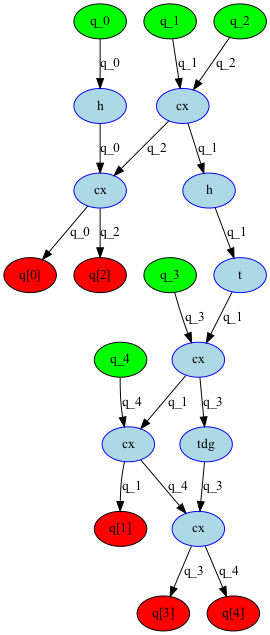 q_0 q_1 q_2
q_0 q_1 q_2
h cx
q_0 q_2 q_1
cx h
q_0 q_2 q_1
q[0] q[2] q_3 t
q_3 q_1
q_4 cx
q_4 q_1 q_3
cx tdg
q_1 q_4 q_3
q[1] cx
q_3 q_4
q[3] q[4]